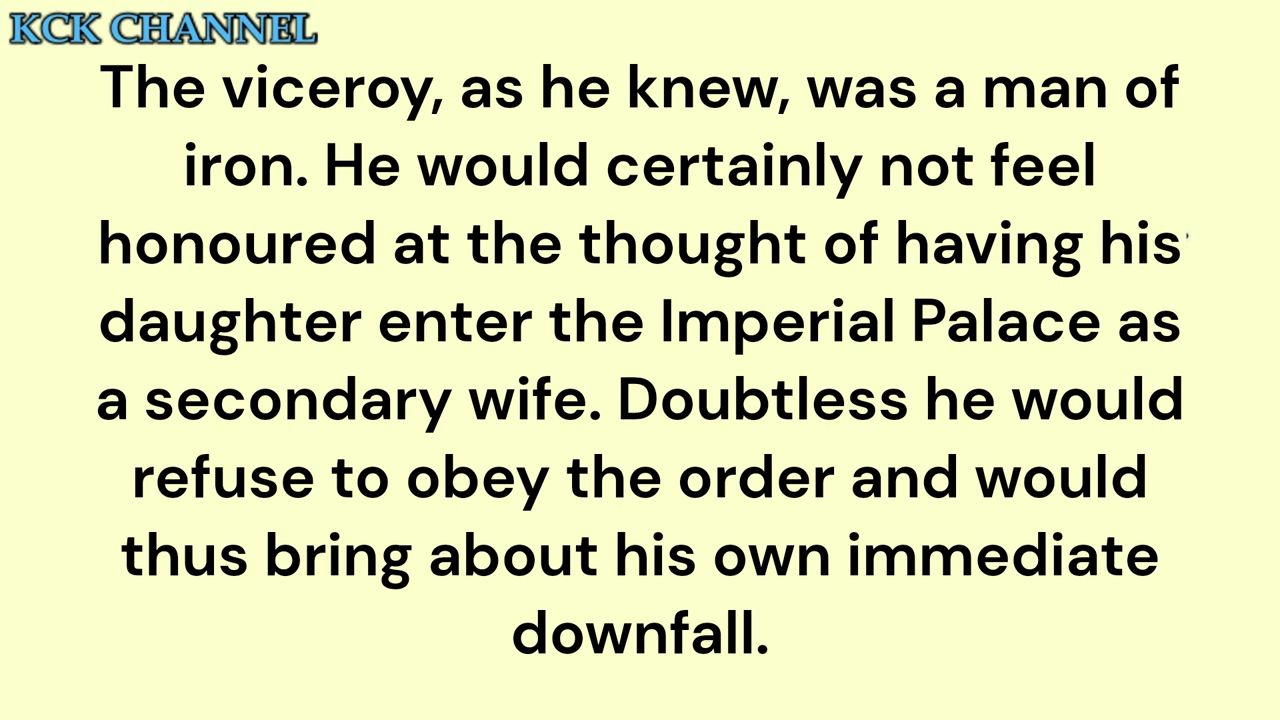 KCK CHANNEL
The viceroy, as he knew, was a man of
iron. He would certainly not feel
honoured at the thought of having his
daughter enter the Imperial Palace as
a secondary wife. Doubtless he would
refuse to obey the order and would
thus bring about his own immediate
downfall.